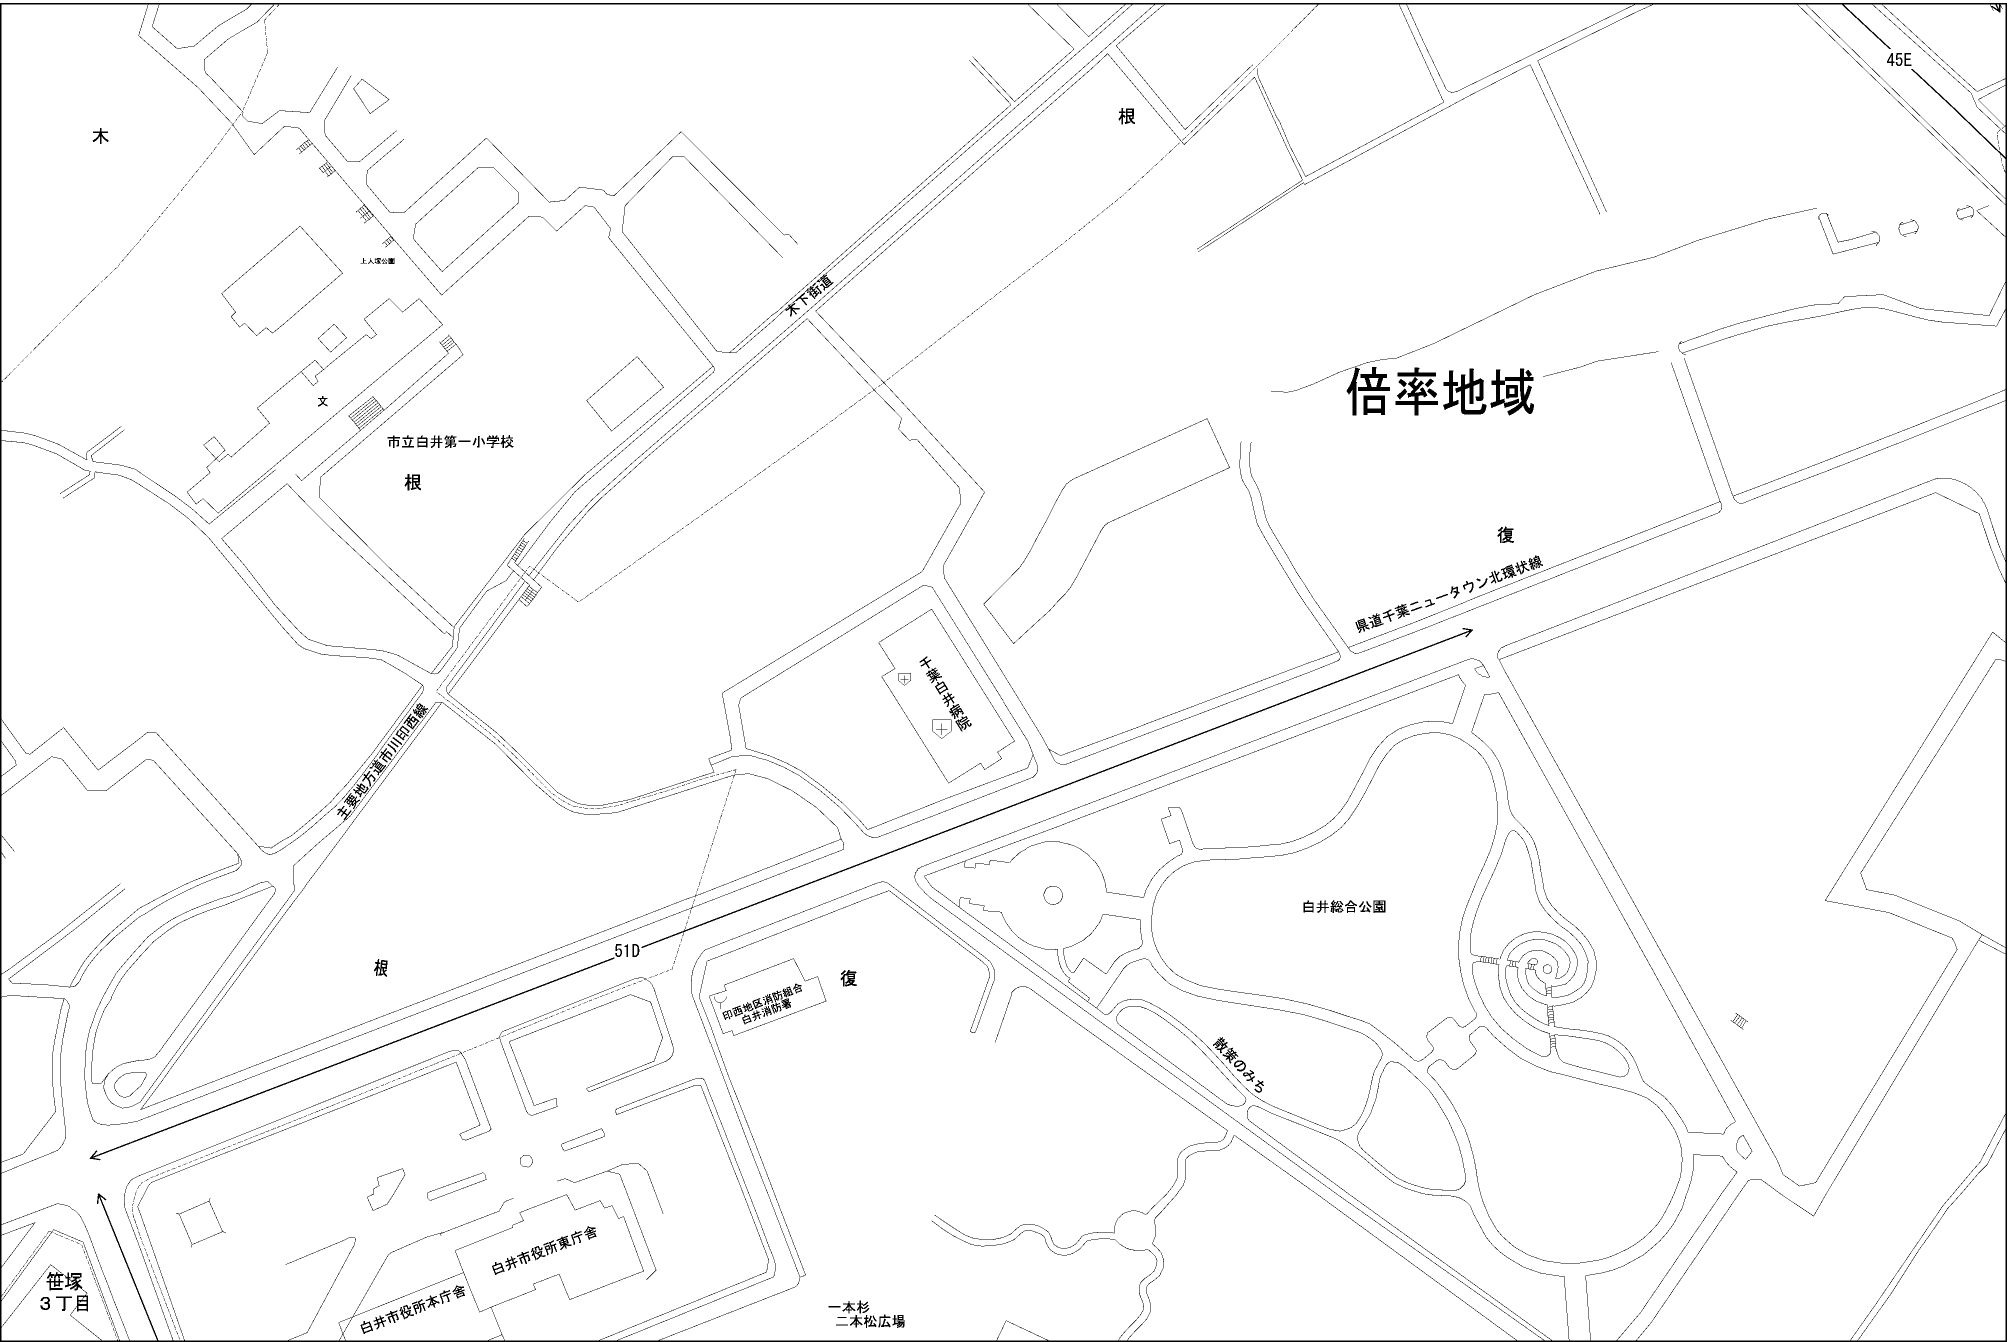 45E
木
根
上人塚公園
木下街道
倍率地域
文
市立白井第一小学校
根
復
県道千葉ニュータウン北環状線
千葉白井病院
主要地方道市川印西線
白井総合公園
51D
根
復
印西地区消防組合
白井消防署
散策のみち
白井市役所東庁舎
白井市役所本庁舎
笹塚
3丁目
一本杉
二本松広場